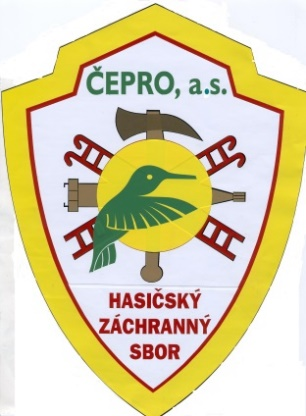 ČEPRO, a.s.
HASIČSKÝ
ZÁCHRANNÝ
SBOR